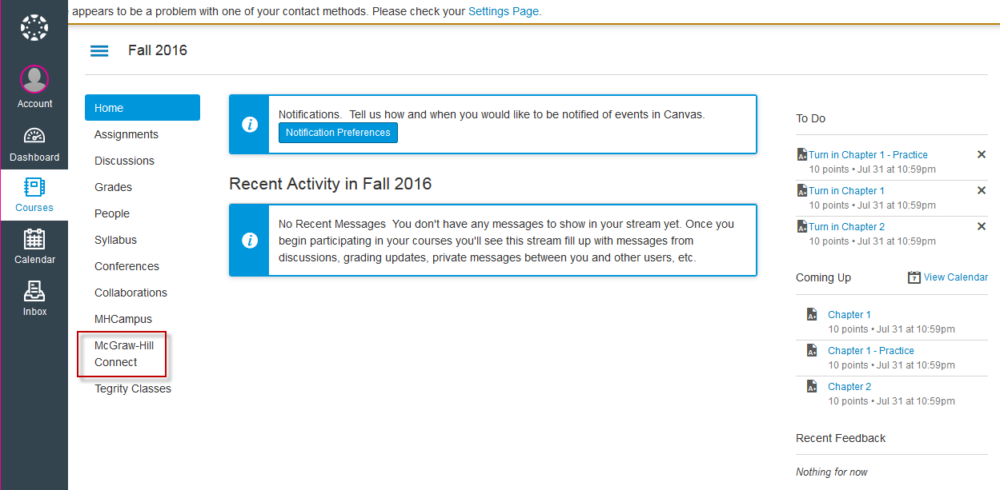 appears to be a problem with one of your contact methods. Please check your Settings Page.
Fall 2016
Account
Dashboard
Courses
Calendar
Inbox
Home
Assignments
Discussions
Grades
People
Syllabus
Conferences
Collaborations
MHCampus
McGraw-Hill
Connect
Tegrity Classes
Notifications. Tell us how and when you would like to be notified of events in Canvas.
Notification Preferences
Recent Activity in Fall 2016
No Recent Messages You don't have any messages to show in your stream yet. Once you
begin participating in your courses you'll see this stream fill up with messages from
discussions, grading updates, private messages between you and other users, etc.
To Do
Turn in Chapter 1 - Practice
10 points • Jul 31 at 10:59pm
Turn in Chapter 1
10 points • Jul 31 at 10:59pm
Turn in Chapter 2
10 points • Jul 31 at 10:59pm
Coming Up
7 View Calendar
Chapter 1
10 points • Jul 31 at 10:59pm
Chapter 1 - Practice
10 points • Jul 31 at 10:59pm
Chapter 2
10 points • Jul 31 at 10:59pm
Recent Feedback
Nothing for now